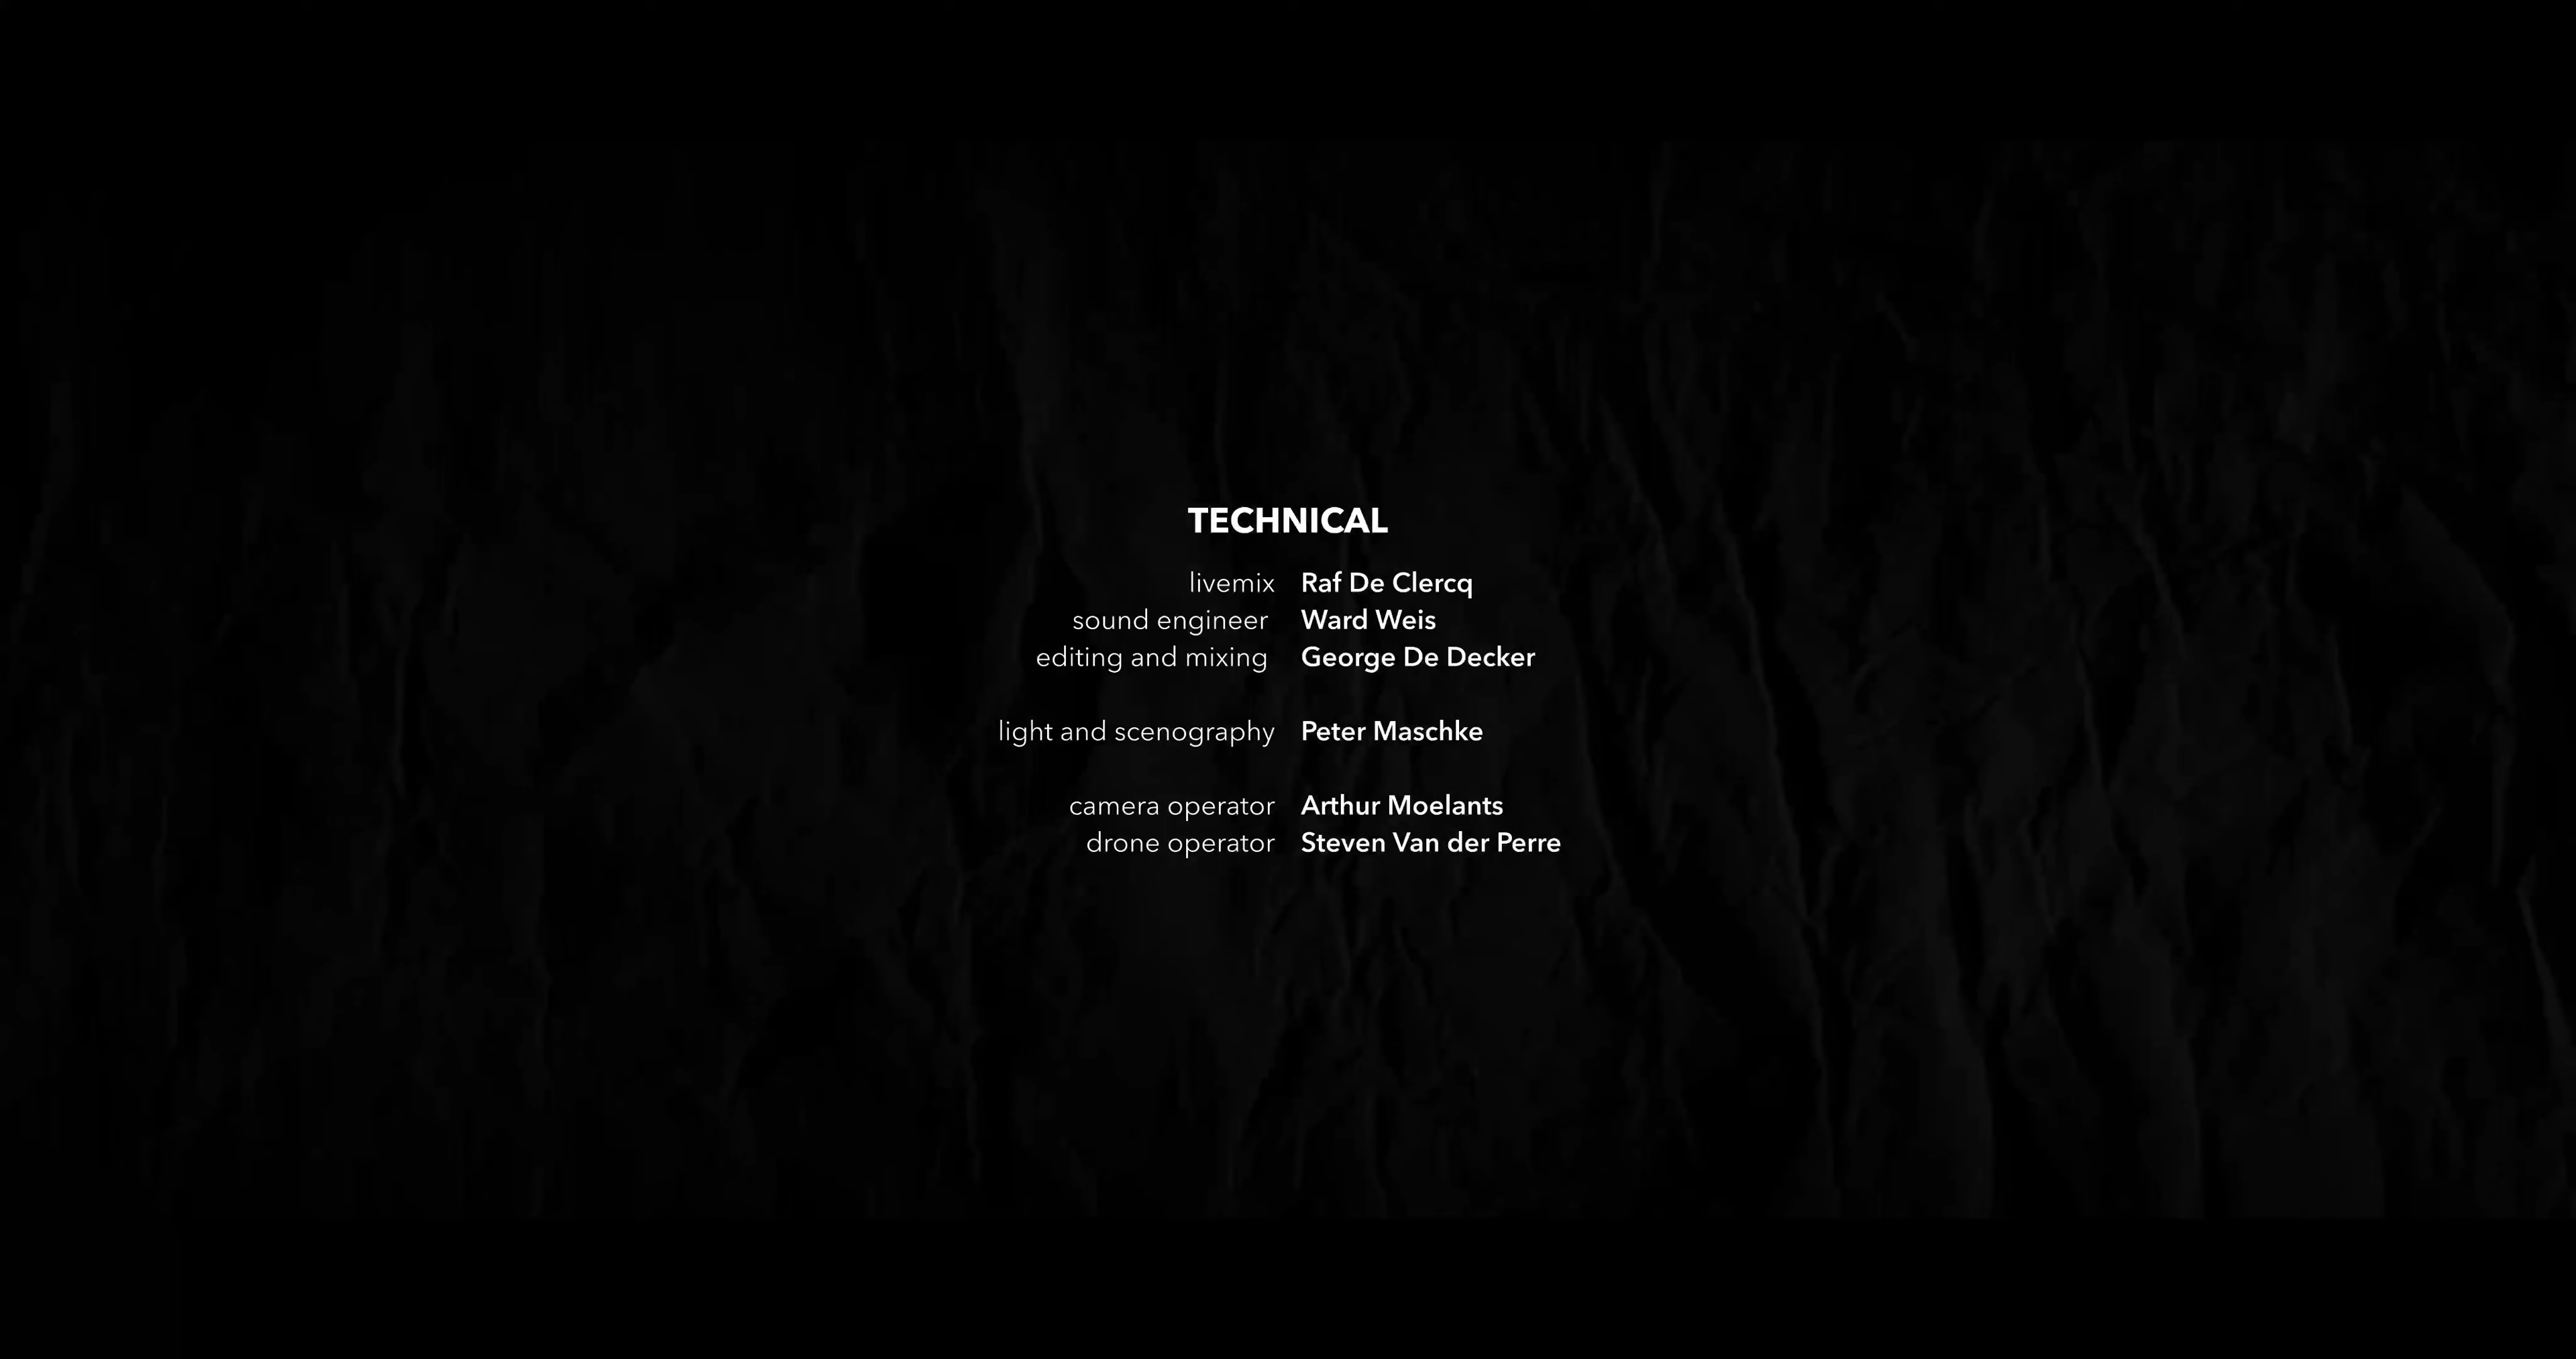 TECHNICAL
livemix Raf De Clercq
sound engineer Ward Weis
editing and mixing George De Decker
light and scenography Peter Maschke
camera operator Arthur Moelants
drone operator Steven Van der Perre